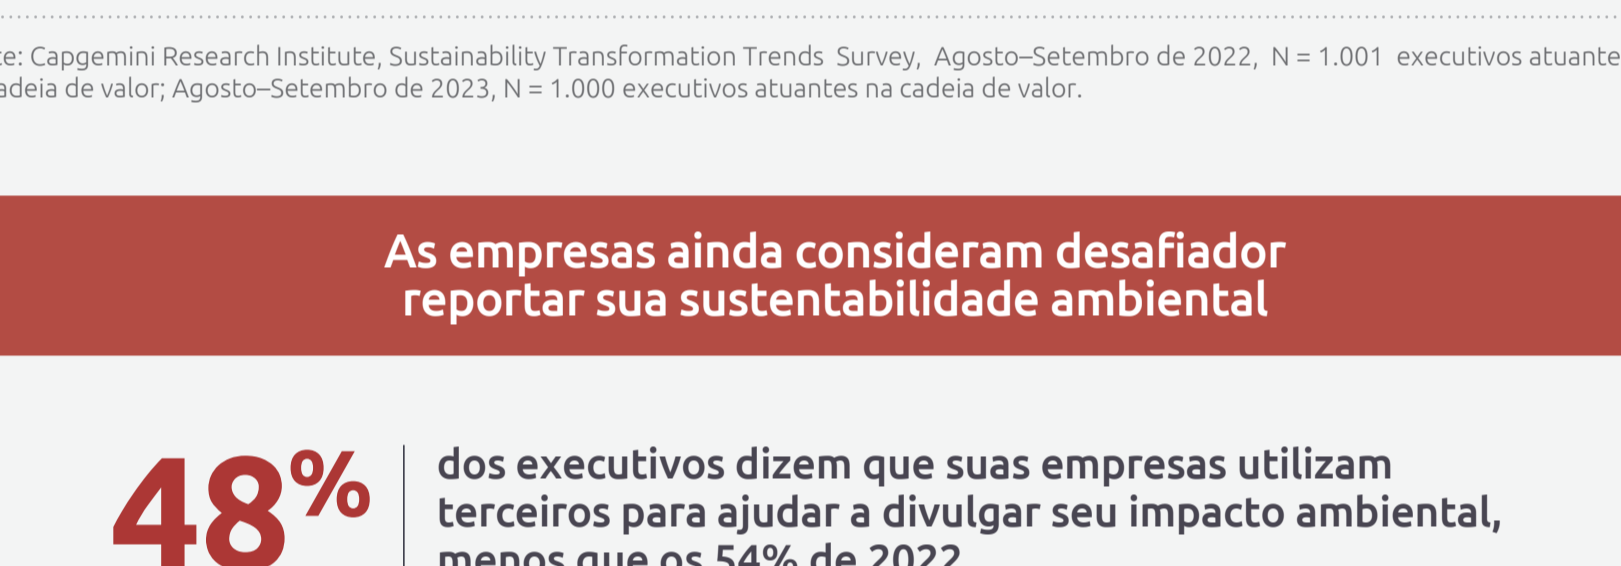 te: Capgemini Research Institute, Sustainability Transformation Trends Survey, Agosto–Setembro de 2022, N = 1.001 executivos atuante
adeia de valor; Agosto–Setembro de 2023, N = 1.000 executivos atuantes na cadeia de valor.
As empresas ainda consideram desafiador
reportar sua sustentabilidade ambiental
48%
dos executivos dizem que suas empresas utilizam
terceiros para ajudar a divulgar seu impacto ambiental,
menos que os 54% de 2022